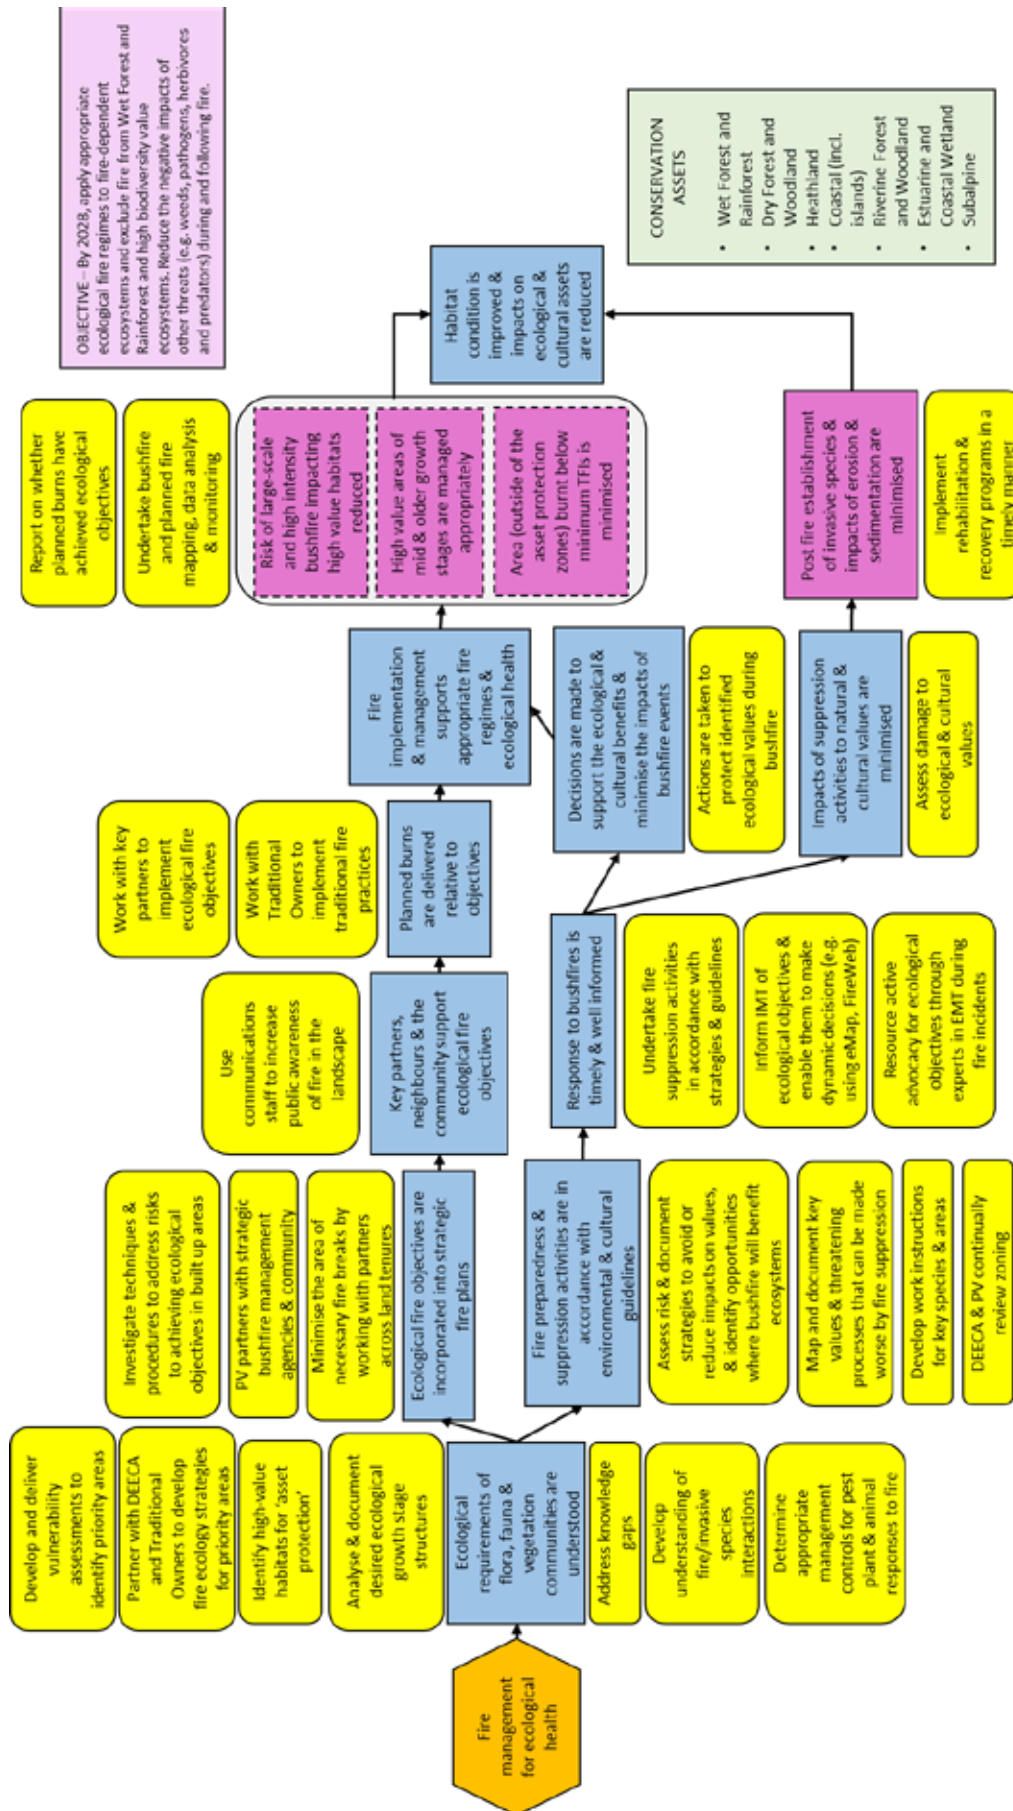 Fire
management
for ecological
health
Develop and deliver
vulnerability
assessments to
identify priority areas
Partner with DEECA
and Traditional
Owners to develop
fire ecology strategies
for priority areas
Identify high-value
habitats for 'asset
protection'
Analyse & document
desired ecological
growth stage
structures
Ecological
requirements of
flora, fauna &
vegetation
communities are
understood
Address knowledge
gaps
Develop
understanding of
fire/invasive
species
interactions
Determine
appropriate
management
controls for pest
plant & animal
responses to fire
Investigate techniques &
procedures to address risks
to achieving ecological
objectives in built up areas
PV partners with strategic
bushfire management
agencies & community
Minimise the area of
necessary fire breaks by
working with partners
across land tenures
Ecological fire objectives are
incorporated into strategic
fire plans
Fire preparedness &
suppression activities are in
accordance with
environmental & cultural
guidelines
Assess risk & document
strategies to avoid or
reduce impacts on values,
& identify opportunities
where bushfire will benefit
ecosystems
Map and document key
values & threatening
processes that can be made
worse by fire suppression
Develop work instructions
for key species & areas
DEECA & PV continually
review zoning
Use
communications
staff to increase
public awareness
of fire in the
landscape
Key partners,
neighbours & the
community support
ecological fire
objectives
Response to bushfires is
timely & well informed
Undertake fire
suppression activities
in accordance with
strategies & guidelines
Inform IMT of
ecological objectives &
enable them to make
dynamic decisions (e.g.
using eMap, FireWeb)
Resource active
advocacy for ecological
objectives through
experts in EMT during
fire incidents
Work with key
partners to
implement
ecological fire
objectives
Work with
Traditional
Owners to
implement
traditional fire
practices
Planned burns
are delivered
relative to
objectives
Fire
implementation
& management
supports
appropriate fire
regimes &
ecological health
Decisions are made to
support the ecological &
cultural benefits &
minimise the impacts of
bushfire events
Actions are taken to
protect identified
ecological values during
bushfire
Impacts of suppression
activities to natural &
cultural values are
minimised
Assess damage to
ecological & cultural
values
Report on whether
planned burns have
achieved ecological
objectives
Undertake bushfire
and planned fire
mapping, data analysis
& monitoring
Risk of large-scale
and high intensity
bushfire impacting
high value habitats
reduced
High value areas of
mid & older growth
stages are managed
appropriately
Area (outside of the
asset protection
zones) burnt below
minimum TFIs is
minimised
Post fire establishment
of invasive species &
impacts of erosion &
sedimentation are
minimised
Implement
rehabilitation &
recovery programs in a
timely manner
Habitat
condition is
improved &
impacts on
ecological &
cultural assets
are reduced
OBJECTIVE – By 2028, apply appropriate
ecological fire regimes to fire-dependent
ecosystems and exclude fire from Wet Forest and
Rainforest and high biodiversity value
ecosystems. Reduce the negative impacts of
other threats (e.g. weeds, pathogens, herbivores
and predators) during and following fire.
CONSERVATION
ASSETS
• Wet Forest and
Rainforest
• Dry Forest and
Woodland
• Heathland
• Coastal (incl.
islands)
• Riverine Forest
and Woodland
• Estuarine and
Coastal Wetland
• Subalpine